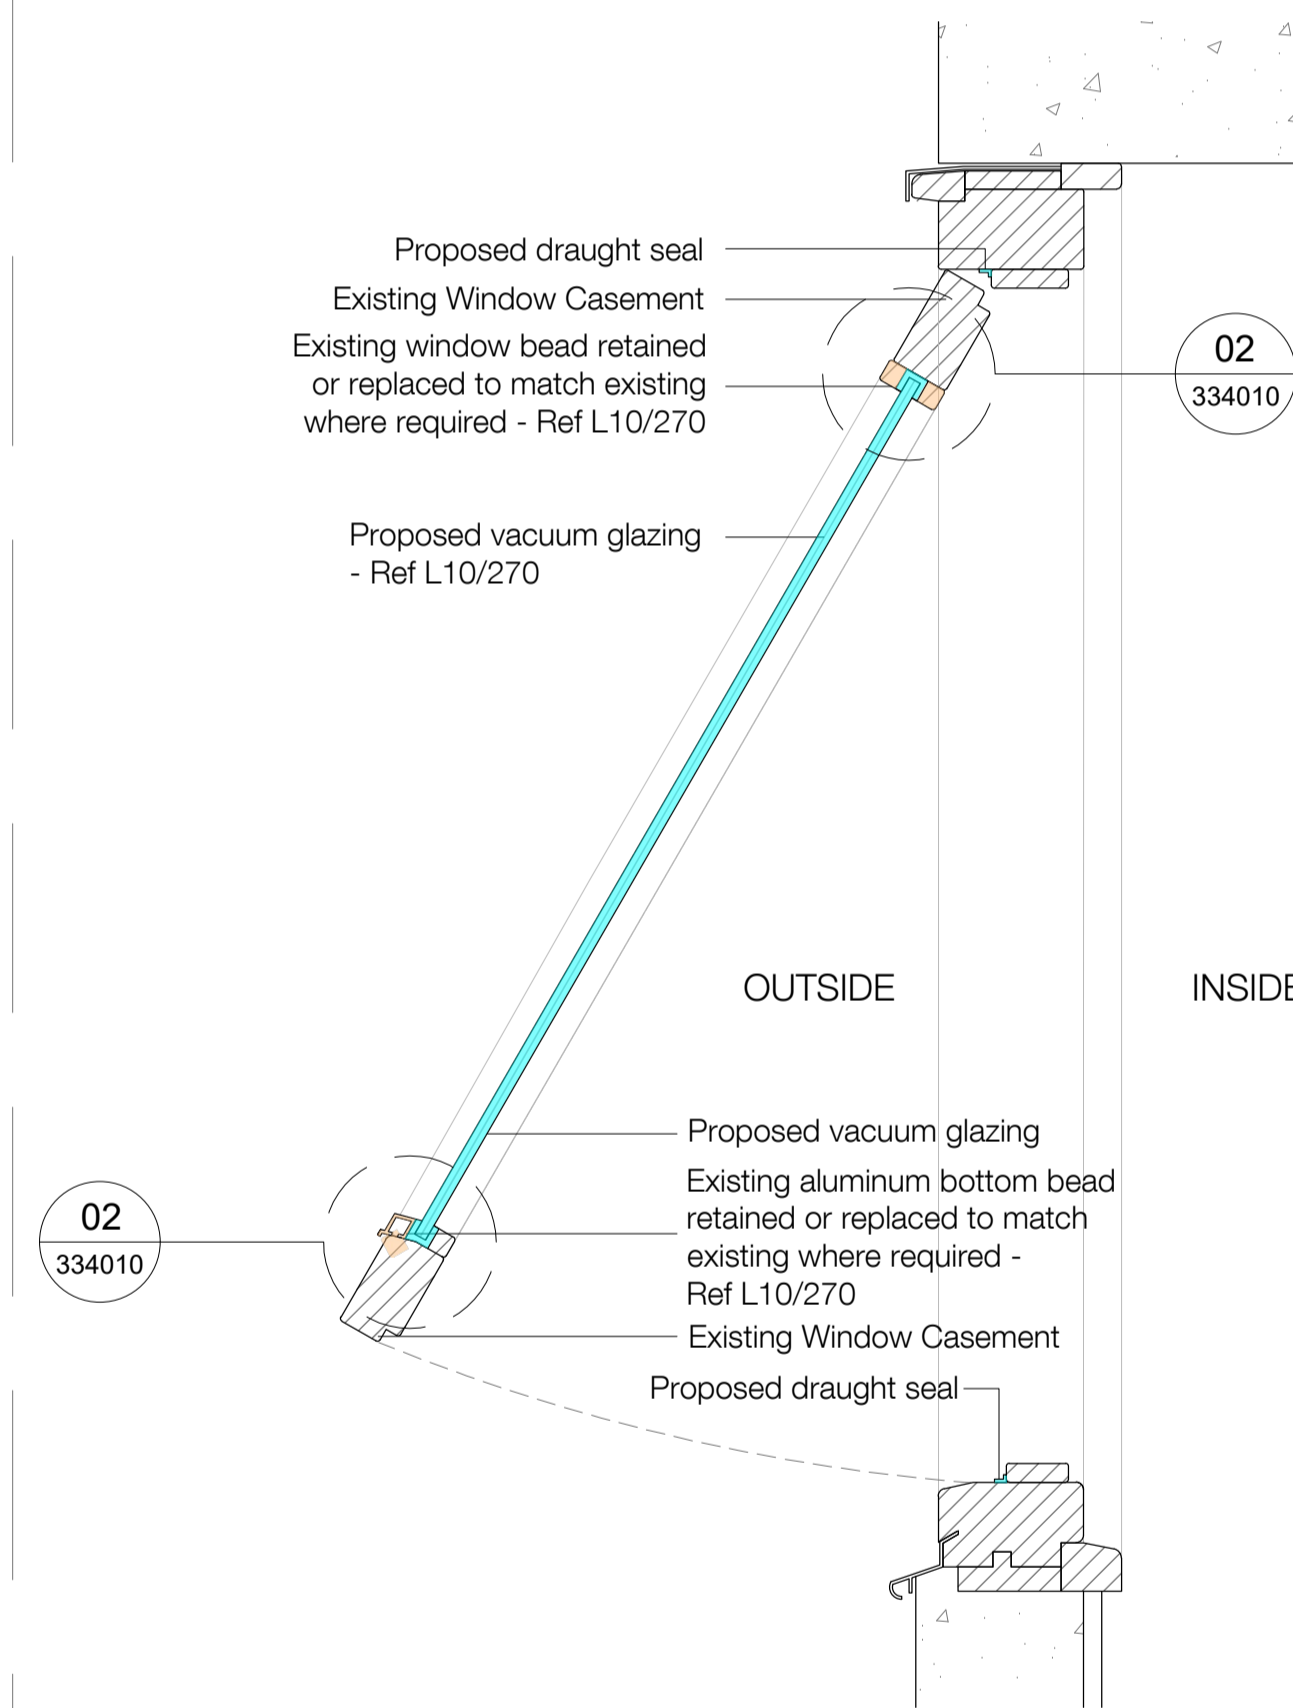 Proposed draught seal
Existing Window Casement
Existing window bead retained
or replaced to match existing
where required - Ref L10/270
02
334010
Proposed vacuum glazing
- Ref L10/270
OUTSIDE
INSIDE
Proposed vacuum glazing
Existing aluminum bottom bead
retained or replaced to match
existing where required -
Ref L10/270
02
334010
Existing Window Casement
Proposed draught seal